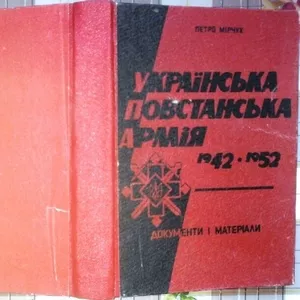 ПЕТРО МІРЧУК
УКРАЇНСЬКА
ПОВСТАНСЬКА
АРМІЯ
1942 • 1952
ДОКУМЕНТИ І МАТЕРІАЛИ